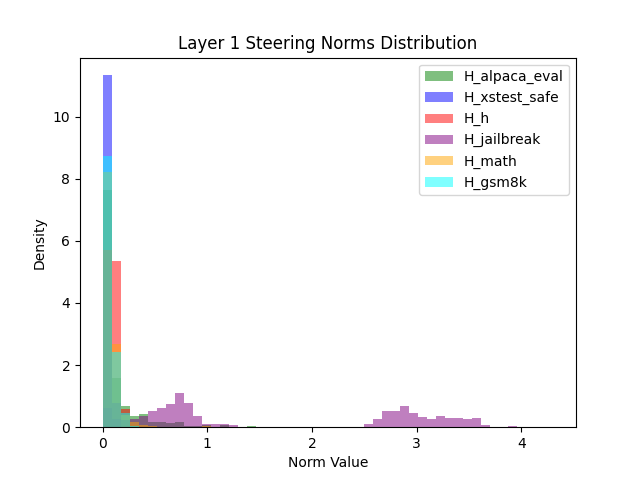 Layer 1 Steering Norms Distribution
H_alpaca_eval
H_xstest_safe
H_h
H_jailbreak
H_math
H_gsm8k
Density
10
8
6
4
2
0
0 1 2 3 4
Norm Value